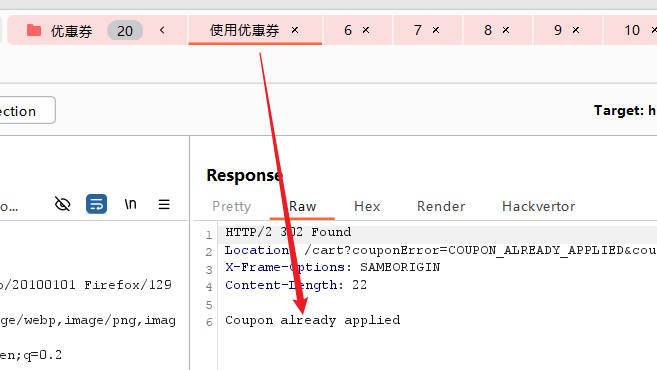 优惠券 20 使用优惠券 × 6 × 7 × 8 × 9 × 10 ×
ection
Target: h
Response
Pretty Raw Hex Render Hackvertor
o... \n
1 HTTP/2 302 Found
2 Location: /cart?couponError=COUPON_ALREADY_APPLIED&cou
3 X-Frame-Options: SAMEORIGIN
4 Content-Length: 22
5
6 Coupon already applied
o/20100101 Firefox/129
ge/webp,image/png,imag
en;q=0.2